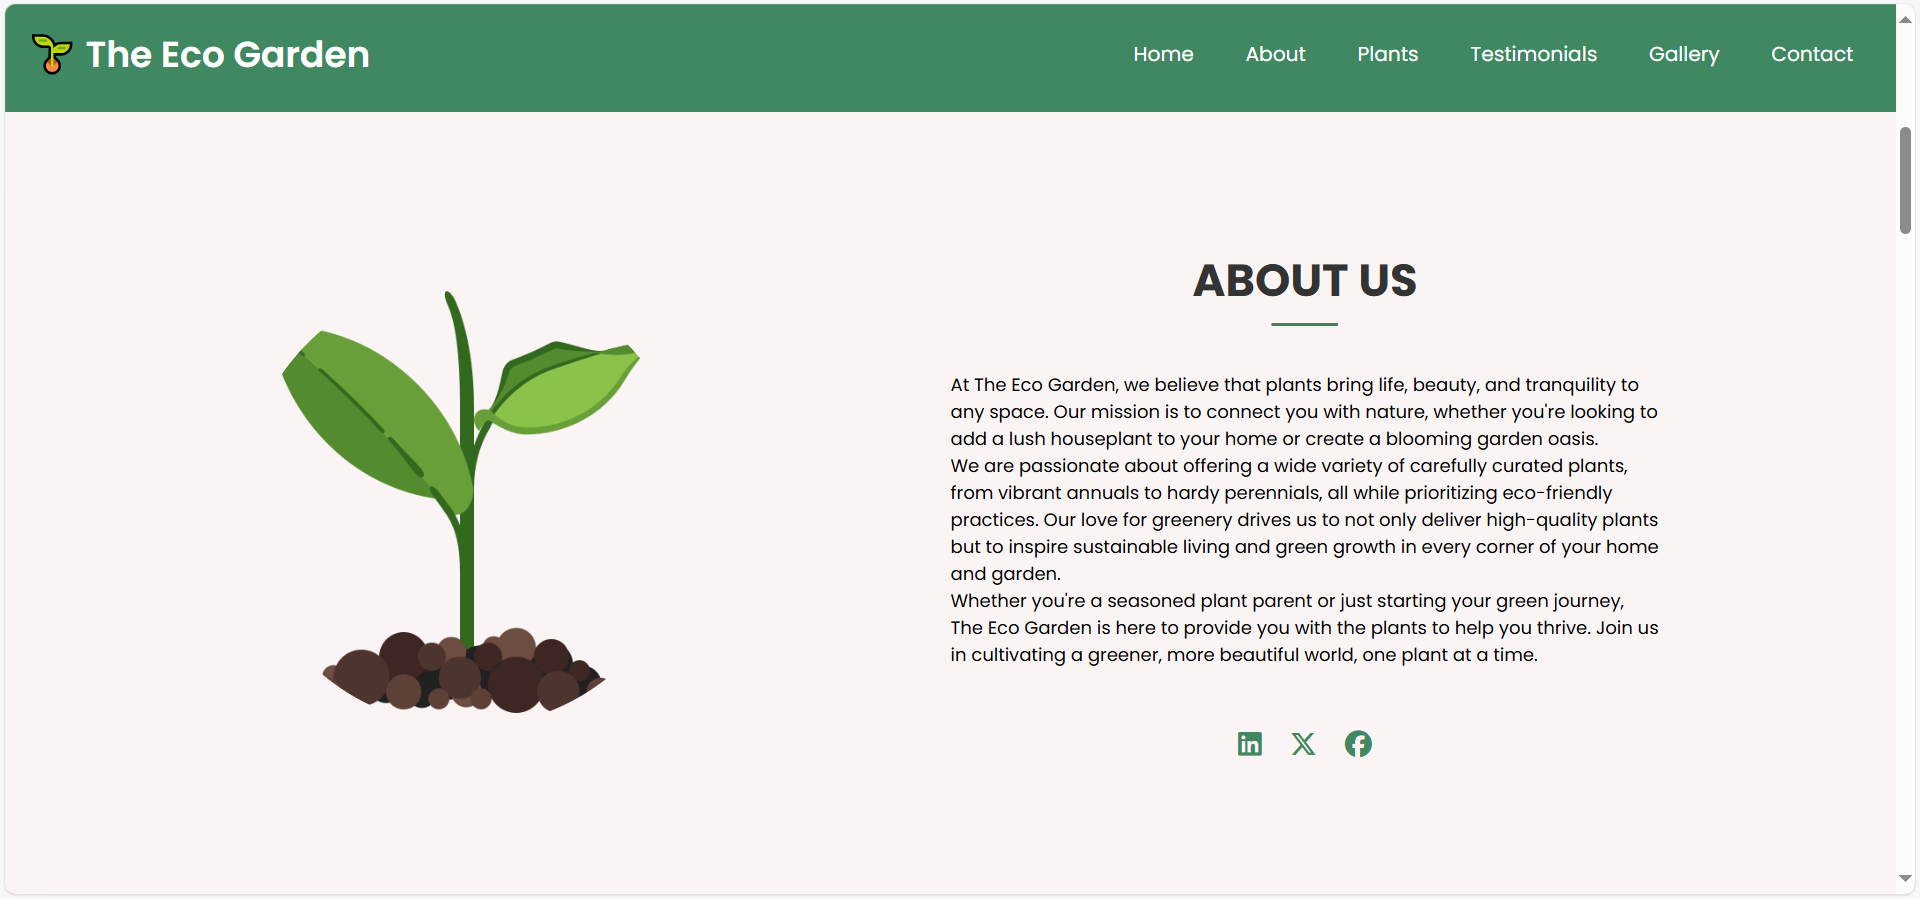 The Eco Garden
Home About Plants Testimonials Gallery Contact
ABOUT US
At The Eco Garden, we believe that plants bring life, beauty, and tranquility to
any space. Our mission is to connect you with nature, whether you're looking to
add a lush houseplant to your home or create a blooming garden oasis.
We are passionate about offering a wide variety of carefully curated plants,
from vibrant annuals to hardy perennials, all while prioritizing eco-friendly
practices. Our love for greenery drives us to not only deliver high-quality plants
but to inspire sustainable living and green growth in every corner of your home
and garden.
Whether you're a seasoned plant parent or just starting your green journey,
The Eco Garden is here to provide you with the plants to help you thrive. Join us
in cultivating a greener, more beautiful world, one plant at a time.